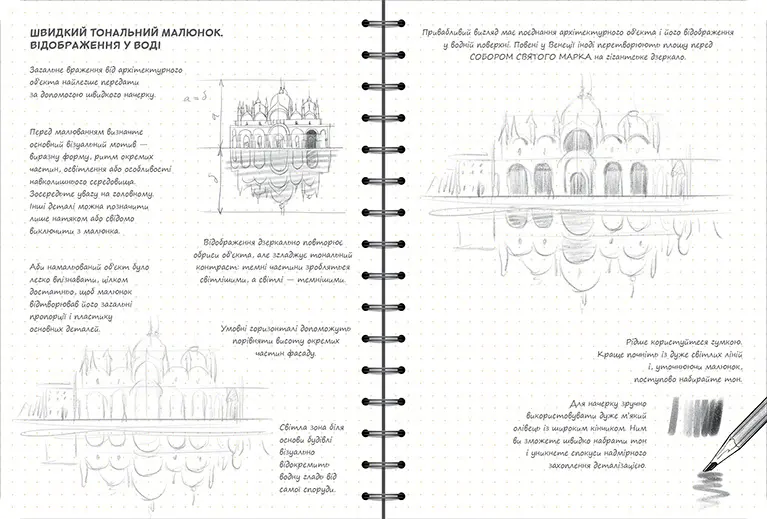 ШВИДКИЙ ТОНАЛЬНИЙ МАЛЮНОК.
ВІДОБРАЖЕННЯ У ВОДІ
Загальне враження від архітектурного
об'єкта найлегше передати
за допомогою швидкого начерку.
Перед малюванням визначте
основний візуальний мотив —
виразну форму, ритм окремих
частин, освітлення або особливості
навколишнього середовища.
Зосередьте увагу на головному.
Інші деталі можна позначити
лише натяком або свідомо
виключити з малюнка.
Аби намальований об'єкт було
легко впізнавати, цілком
достатньо, щоб малюнок
відтворював його загальні
пропорції і пластику
основних деталей.
a = б
a
б
Відображення дзеркально повторює
обриси об'єкта, але згладжує тональний
контраст: темні частини зробляться
світлішими, а світлі — темнішими.
Умовні горизонталі допоможуть
порівняти висоту окремих
частин фасаду.
Світла зона біля
основи будівлі
візуально
відокремить
водну гладь від
самої споруди.
Привабливий вигляд має поєднання архітектурного об'єкта і його відображення
у водній поверхні. Повені у Венеції іноді перетворюють площу перед
СОБОРОМ СВЯТОГО МАРКА на гігантське дзеркало.
Рідше користуйтеся гумкою.
Краще почніть із дуже світлих ліній
і, уточнюючи малюнок,
поступово набирайте тон.
Для начерку зручно
використовувати дуже м'який
олівець із широким кінчиком. Ним
ви зможете швидко набрати тон
і уникнете спокуси надмірного
захоплення деталізацією.